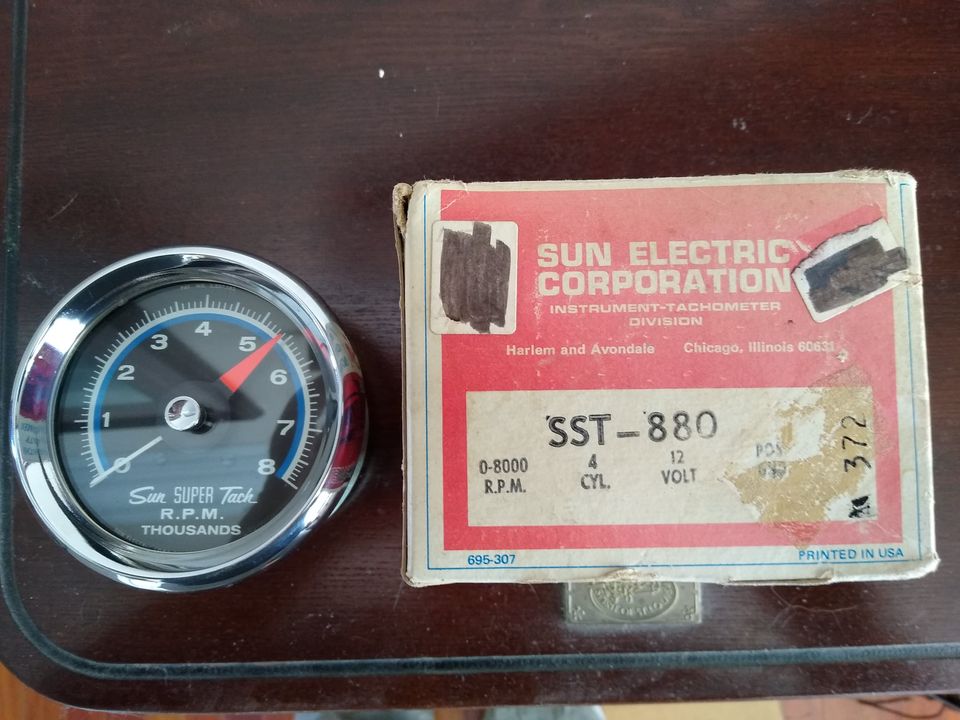 4
3
5
2
6
1
7
0
8
Sun SUPER Tach
R.P.M.
THOUSANDS
SUN ELECTRIC
CORPORATION
INSTRUMENT-TACHOMETER
DIVISION
Harlem and Avondale Chicago, Illinois 60631
SST-880
0-8000 4 12 POS
R.P.M. CYL. VOLT
372
695-307 PRINTED IN USA